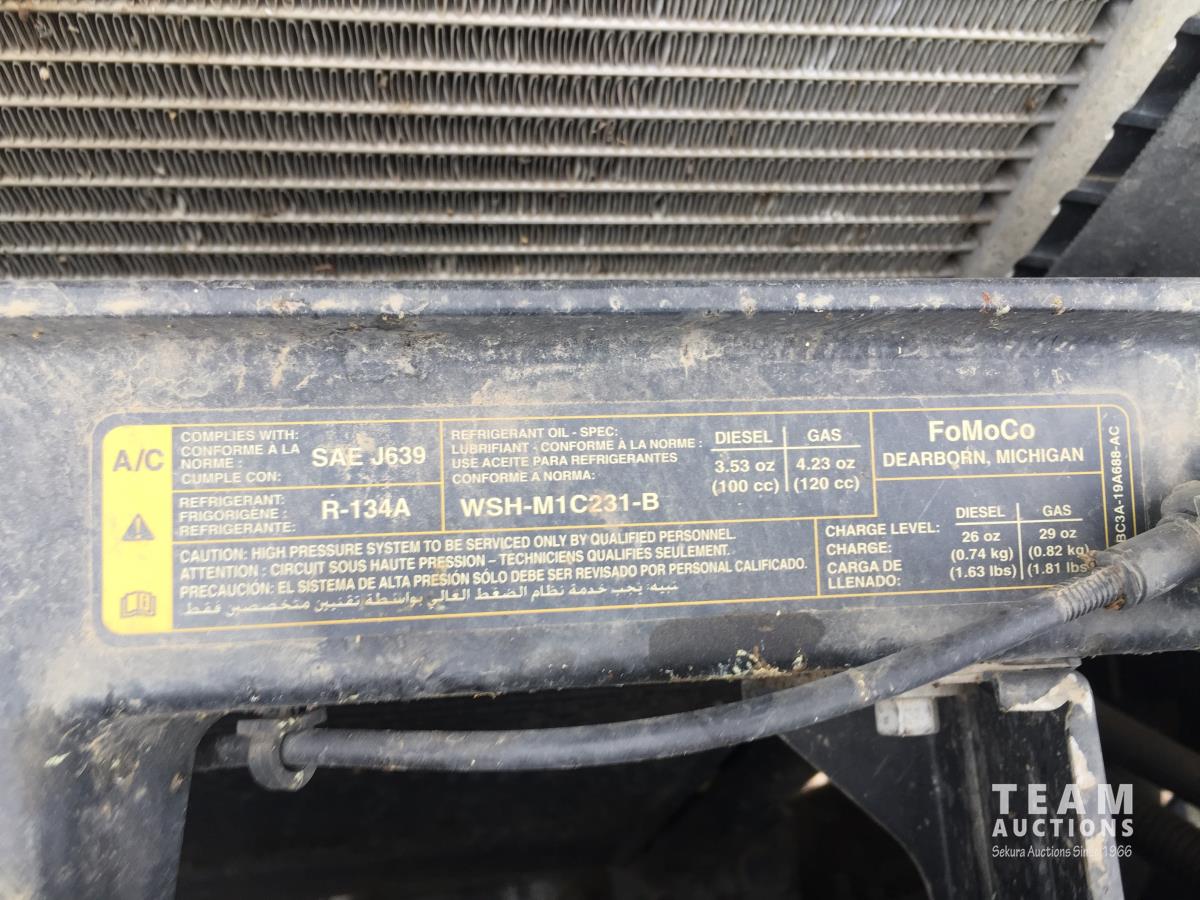 A/C
COMPLIES WITH:
CONFORME À LA
NORME :
CUMPLE CON:
SAE J639
REFRIGERANT:
FRIGORIGÈNE :
REFRIGERANTE:
R-134A
REFRIGERANT OIL - SPEC:
LUBRIFIANT - CONFORME À LA NORME :
USE ACEITE PARA REFRIGERANTES
CONFORME A NORMA:
WSH-M1C231-B
DIESEL GAS
3.53 oz 4.23 oz
(100 cc) (120 cc)
FoMoCo
DEARBORN, MICHIGAN
CAUTION: HIGH PRESSURE SYSTEM TO BE SERVICED ONLY BY QUALIFIED PERSONNEL.
ATTENTION : CIRCUIT SOUS HAUTE PRESSION – TECHNICIENS QUALIFIÉS SEULEMENT.
PRECAUCIÓN: EL SISTEMA DE ALTA PRESIÓN SÓLO DEBE SER REVISADO POR PERSONAL CALIFICADO.
تنبيه: يجب خدمة نظام الضغط العالي بواسطة تقنيين متخصصين فقط
CHARGE LEVEL:
CHARGE:
CARGA DE
LLENADO:
DIESEL GAS
26 oz 29 oz
(0.74 kg) (0.82 kg)
(1.63 lbs) (1.81 lbs)
BC3A-19A688-AC
TEAM
AUCTIONS
Sekura Auctions Since 1966